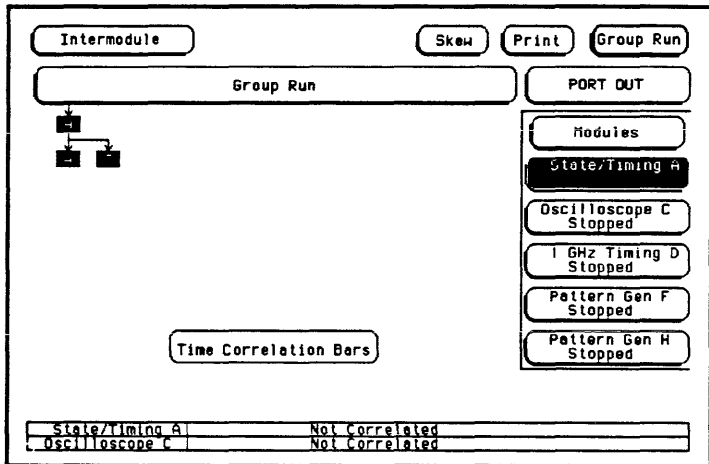 Intermodule
Skew
Print
Group Run
Group Run
PORT OUT
Modules
State/Timing A
Oscilloscope C
Stopped
1 GHz Timing D
Stopped
Pattern Gen F
Stopped
Pattern Gen H
Stopped
Time Correlation Bars
State/Timing A Not Correlated
Oscilloscope C Not Correlated